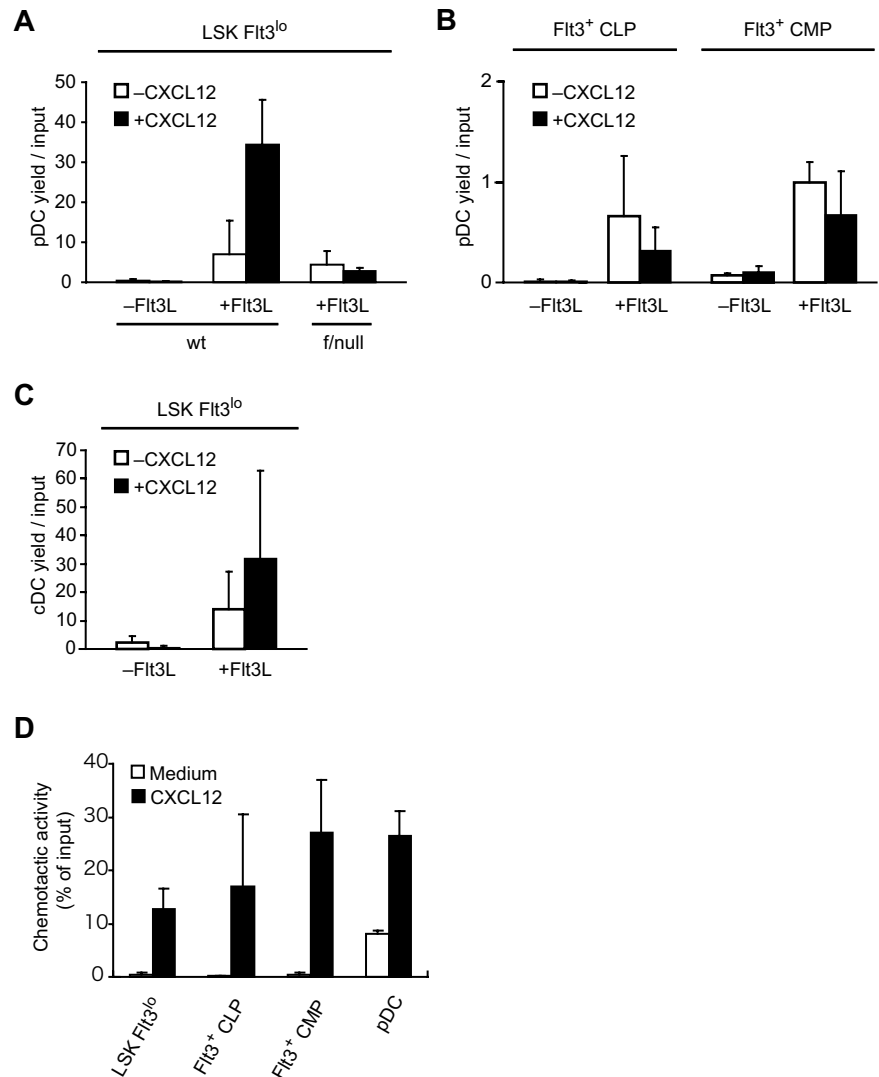 A
LSK Flt3lo
–CXCL12
+CXCL12
pDC yield / input
50
40
30
20
10
0
–Flt3L +Flt3L +Flt3L
wt f/null
B
Flt3+ CLP Flt3+ CMP
–CXCL12
+CXCL12
pDC yield / input
2
1
0
–Flt3L +Flt3L –Flt3L +Flt3L
C
LSK Flt3lo
–CXCL12
+CXCL12
cDC yield / input
70
60
50
40
30
20
10
0
–Flt3L +Flt3L
D
Medium
CXCL12
Chemotactic activity
(% of input)
40
30
20
10
0
LSK Flt3lo
Flt3+ CLP
Flt3+ CMP
pDC